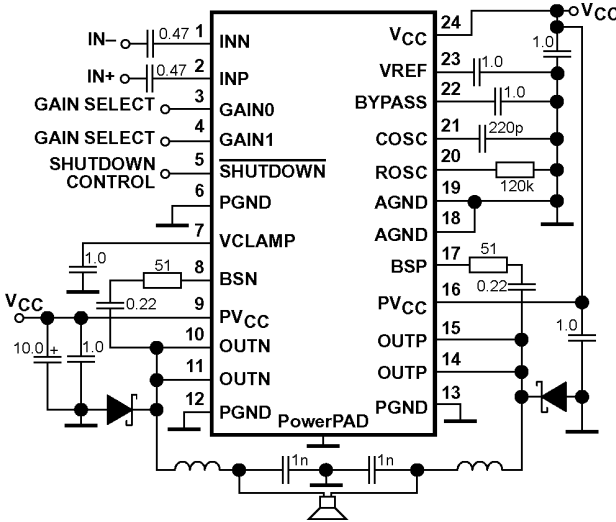 IN– 0.47 1 INN
IN+ 0.47 2 INP
GAIN SELECT 3 GAIN0
GAIN SELECT 4 GAIN1
SHUTDOWN CONTROL 5 SHUTDOWN
6 PGND
7 VCLAMP
1.0
51 8 BSN
0.22
VCC 9 PVCC
10 OUTN
10.0 + 1.0
11 OUTN
12 PGND
PowerPAD
24 VCC VCC
1.0
23 VREF 1.0
22 BYPASS 1.0
21 COSC 220p
20 ROSC 120k
19 AGND
18 AGND
17 BSP 51
0.22
16 PVCC
1.0
15 OUTP
14 OUTP
13 PGND
1n 1n